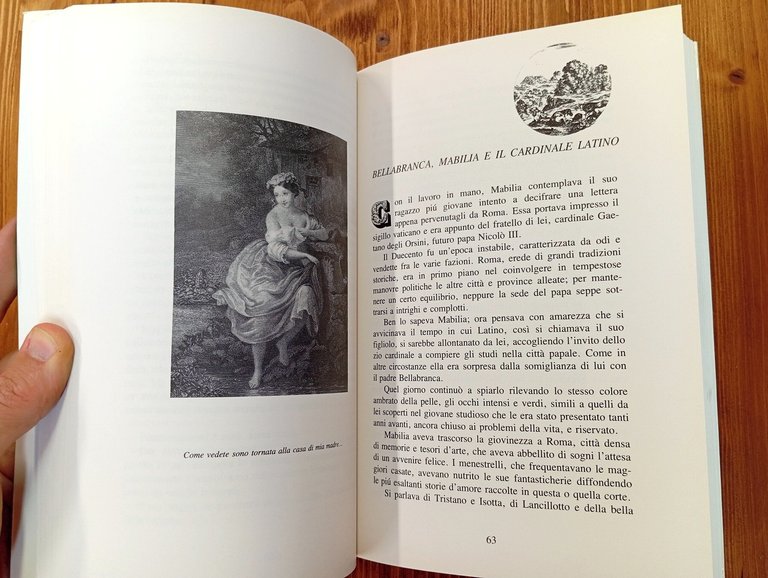 Come vedete sono tornata alla casa di mia madre...
BELLABRANCA, MABILIA E IL CARDINALE LATINO
Con il lavoro in mano, Mabilia contemplava il suo
ragazzo piú giovane intento a decifrare una lettera
appena pervenutagli da Roma. Essa portava impresso il
sigillo vaticano e era appunto del fratello di lei, cardinale Gae-
tano degli Orsini, futuro papa Nicolò III.
Il Duecento fu un'epoca instabile, caratterizzata da odi e
vendette fra le varie fazioni. Roma, erede di grandi tradizioni
storiche, era in primo piano nel coinvolgere in tempestose
manovre politiche le altre città e province alleate; per mante-
nere un certo equilibrio, neppure la sede del papa seppe sot-
trarsi a intrighi e complotti.
Ben lo sapeva Mabilia; ora pensava con amarezza che si
avvicinava il tempo in cui Latino, cosí si chiamava il suo
figliolo, si sarebbe allontanato da lei, accogliendo l'invito dello
zio cardinale a compiere gli studi nella città papale. Come in
altre circostanze ella era sorpresa dalla somiglianza di lui con
il padre Bellabranca.
Quel giorno continuò a spiarlo rilevando lo stesso colore
ambrato della pelle, gli occhi intensi e verdi, simili a quelli da
lei scoperti nel giovane studioso che le era stato presentato tanti
anni avanti, ancora chiuso ai problemi della vita, e riservato.
Mabilia aveva trascorso la giovinezza a Roma, città densa
di memorie e tesori d'arte, che aveva abbellito di sogni l'attesa
di un avvenire felice. I menestrelli, che frequentavano le mag-
giori casate, avevano nutrito le sue fantasticherie diffondendo
le piú esaltanti storie d'amore raccolte in questa o quella corte.
Si parlava di Tristano e Isotta, di Lancillotto e della bella
63